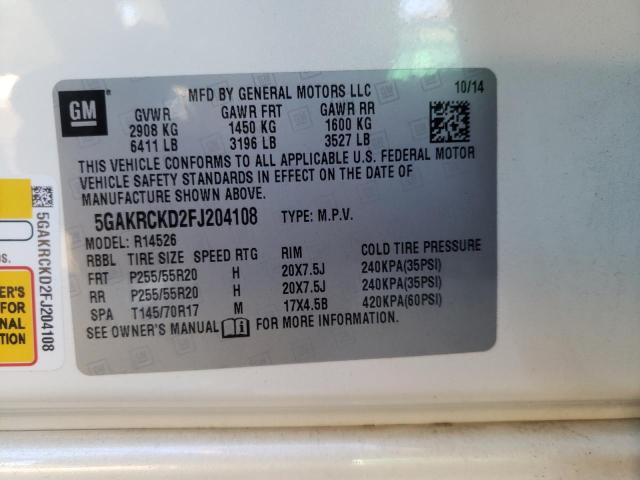 GM
MFD BY GENERAL MOTORS LLC 10/14
GVWR GAWR FRT GAWR RR
2908 KG 1450 KG 1600 KG
6411 LB 3196 LB 3527 LB
THIS VEHICLE CONFORMS TO ALL APPLICABLE U.S. FEDERAL MOTOR
VEHICLE SAFETY STANDARDS IN EFFECT ON THE DATE OF
MANUFACTURE SHOWN ABOVE.
5GAKRCKD2FJ204108 TYPE: M.P.V.
MODEL: R14526
RBBL TIRE SIZE SPEED RTG RIM COLD TIRE PRESSURE
FRT P255/55R20 H 20X7.5J 240KPA(35PSI)
RR P255/55R20 H 20X7.5J 240KPA(35PSI)
SPA T145/70R17 M 17X4.5B 420KPA(60PSI)
SEE OWNER'S MANUAL FOR MORE INFORMATION.
5GAKRCKD2FJ204108
FOR